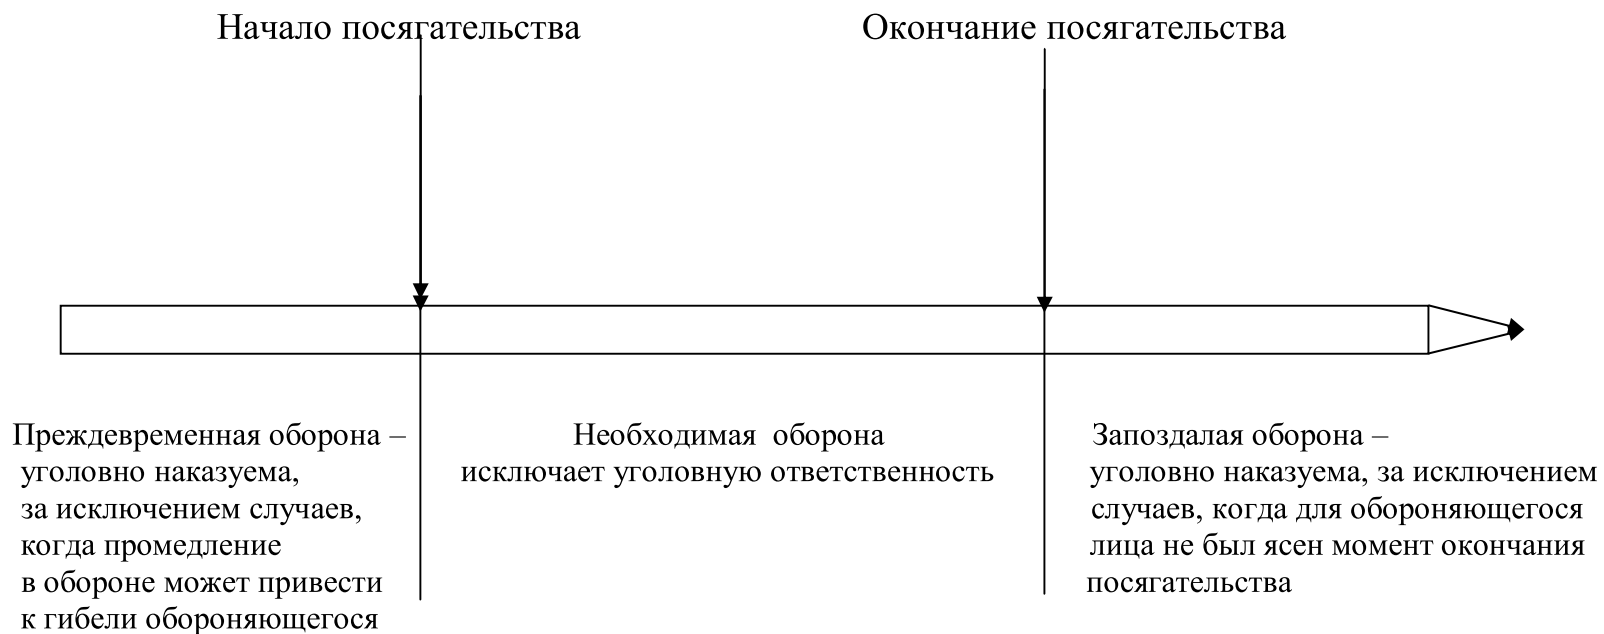 Начало посягательства
Окончание посягательства
Преждевременная оборона –
уголовно наказуема,
за исключением случаев,
когда промедление
в обороне может привести
к гибели обороняющегося
Необходимая оборона
исключает уголовную ответственность
Запоздалая оборона –
уголовно наказуема, за исключением
случаев, когда для обороняющегося
лица не был ясен момент окончания
посягательства